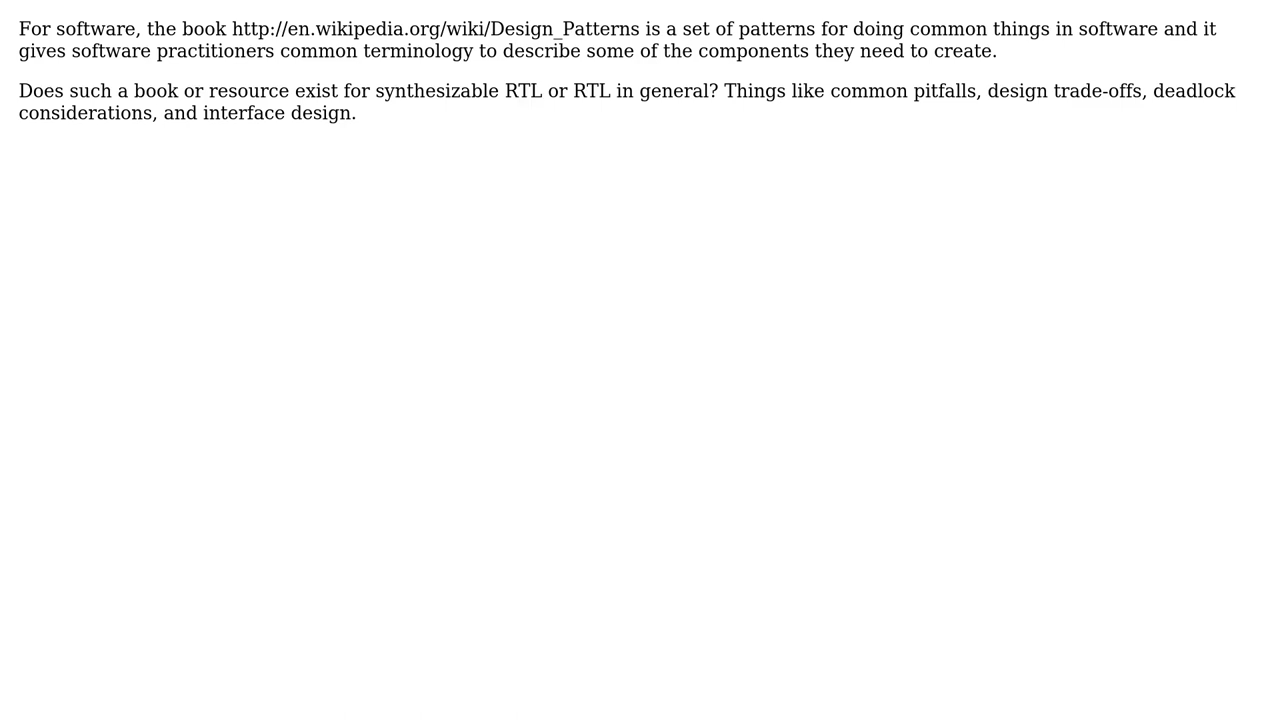 For software, the book http://en.wikipedia.org/wiki/Design_Patterns is a set of patterns for doing common things in software and it
gives software practitioners common terminology to describe some of the components they need to create.
Does such a book or resource exist for synthesizable RTL or RTL in general? Things like common pitfalls, design trade-offs, deadlock
considerations, and interface design.